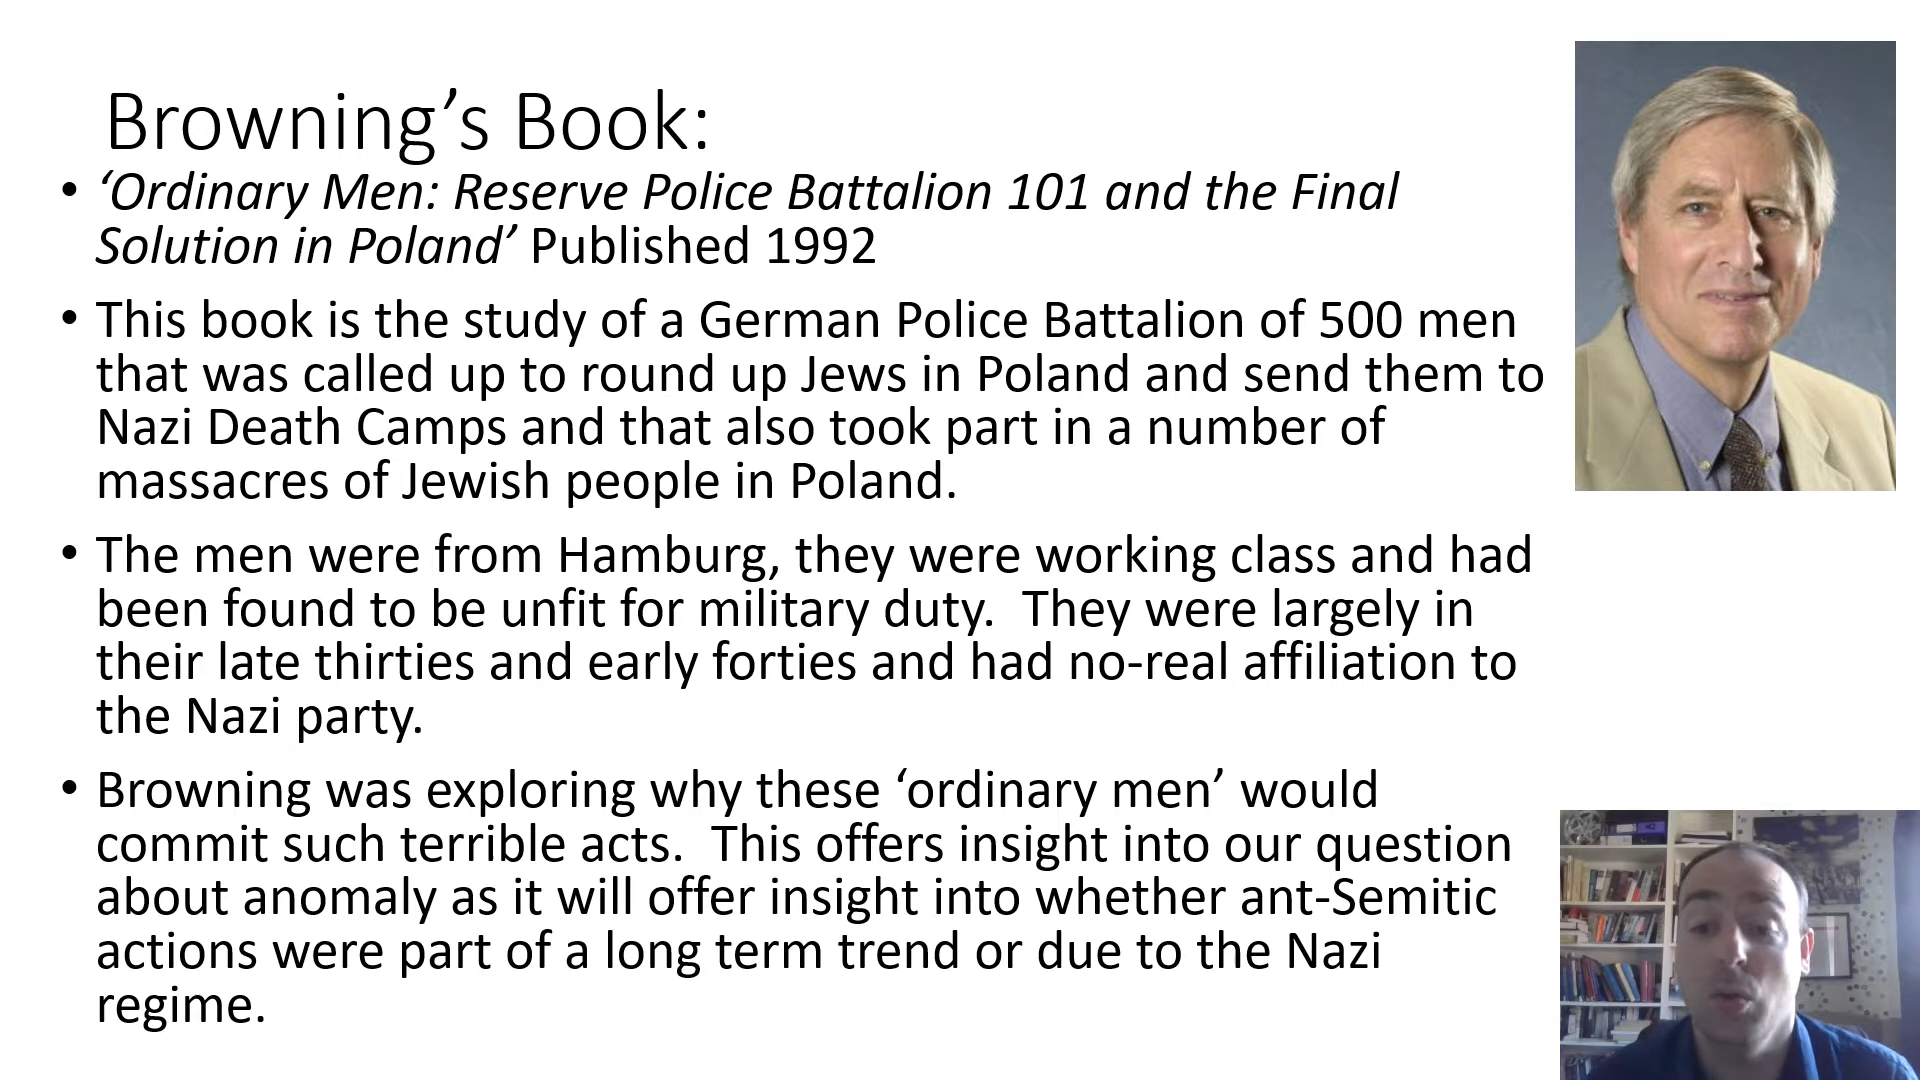 Browning’s Book:
• ‘Ordinary Men: Reserve Police Battalion 101 and the Final
Solution in Poland’ Published 1992
• This book is the study of a German Police Battalion of 500 men
that was called up to round up Jews in Poland and send them to
Nazi Death Camps and that also took part in a number of
massacres of Jewish people in Poland.
• The men were from Hamburg, they were working class and had
been found to be unfit for military duty.  They were largely in
their late thirties and early forties and had no-real affiliation to
the Nazi party.
• Browning was exploring why these ‘ordinary men’ would
commit such terrible acts.  This offers insight into our question
about anomaly as it will offer insight into whether ant-Semitic
actions were part of a long term trend or due to the Nazi
regime.